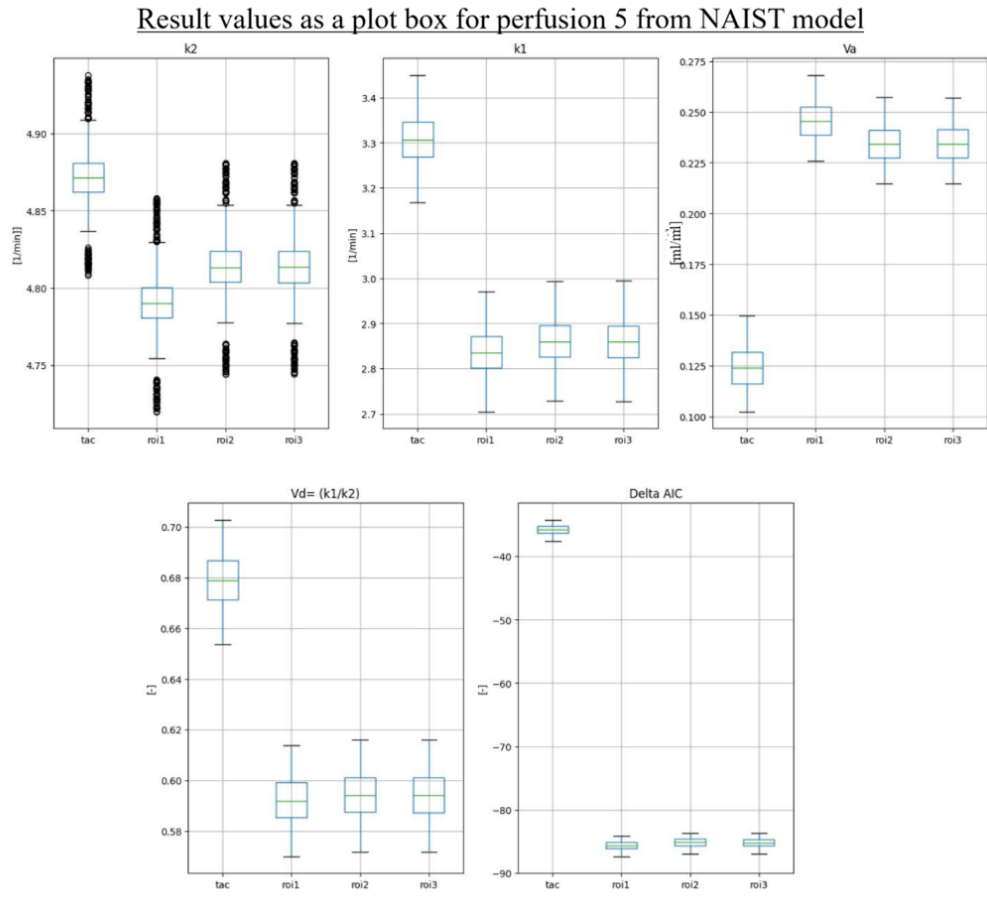 Result values as a plot box for perfusion 5 from NAIST model
k2
4.90
4.85
4.80
4.75
[1/min]]
tac roi1 roi2 roi3
k1
3.4
3.3
3.2
3.1
3.0
2.9
2.8
2.7
[1/min]
tac roi1 roi2 roi3
Va
0.275
0.250
0.225
0.200
0.175
0.150
0.125
0.100
[ml/ml]
tac roi1 roi2 roi3
Vd= (k1/k2)
0.70
0.68
0.66
0.64
0.62
0.60
0.58
[-]
tac roi1 roi2 roi3
Delta AIC
−40
−50
−60
−70
−80
−90
[-]
tac roi1 roi2 roi3